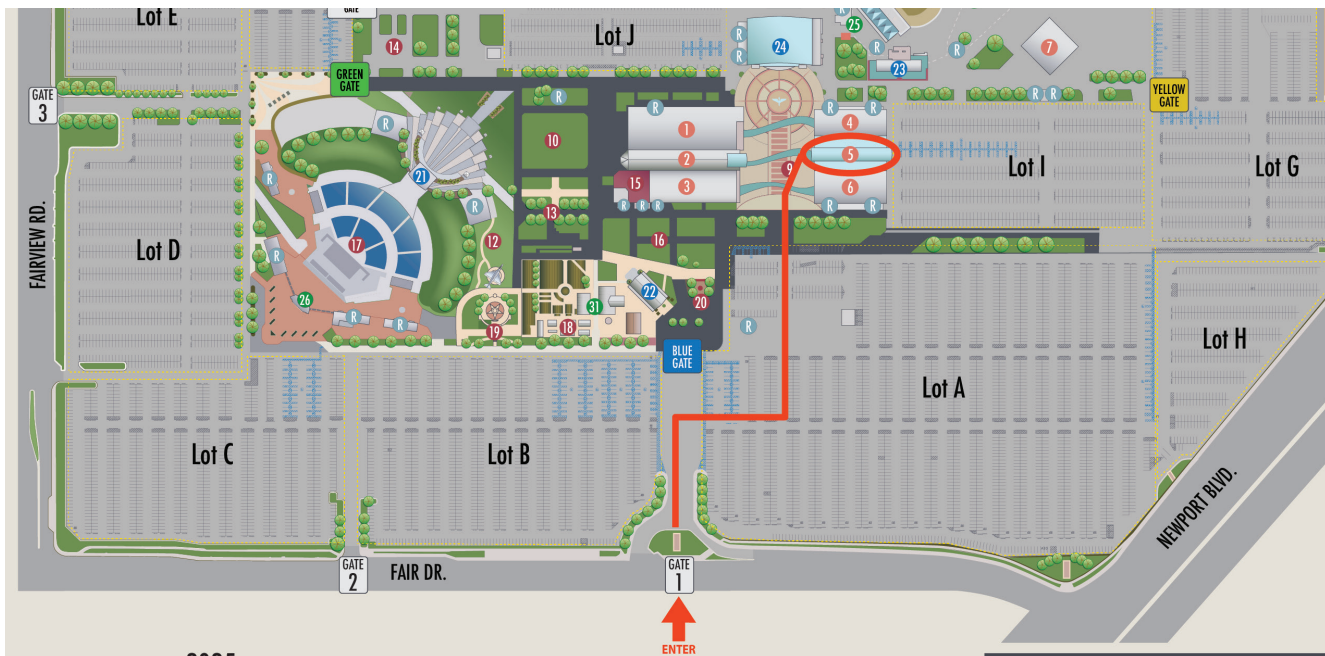 Lot E
Lot J
14
25
24
23
7
GREEN
GATE
YELLOW
GATE
GATE
3
R
R
R
R
R
R
R
R
R
R
R
10
1
4
2
5
9
3
6
15
Lot I
Lot G
21
R
R
R
R
R
R
R
R
FAIRVIEW RD.
Lot D
17
12
13
16
26
22
31
20
19
18
R
R
R
BLUE
GATE
Lot H
Lot A
Lot C
Lot B
NEWPORT BLVD.
GATE
2
FAIR DR.
GATE
1
ENTER